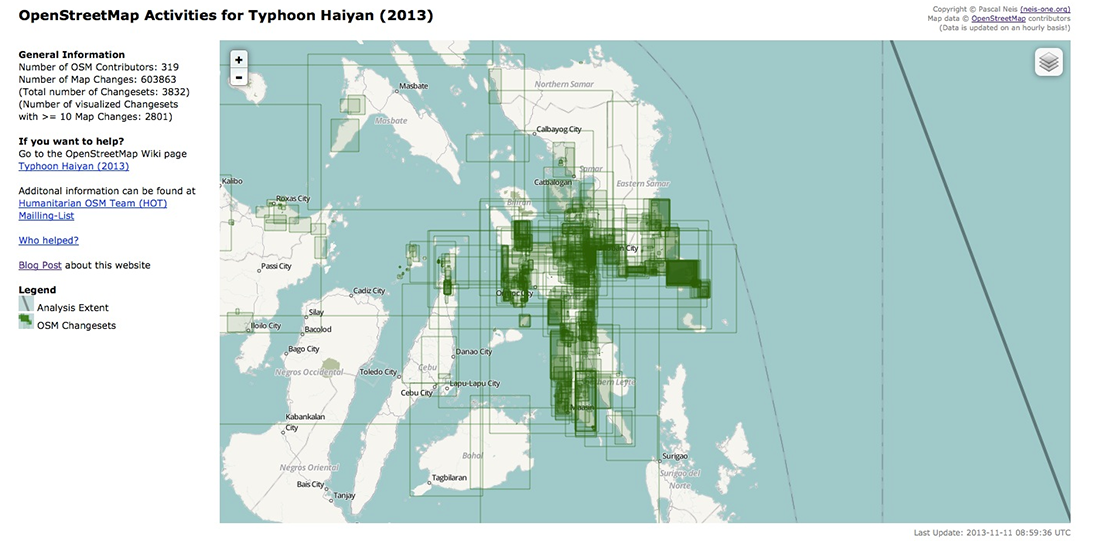 OpenStreetMap Activities for Typhoon Haiyan (2013)
Copyright © Pascal Neis (neis-one.org)
Map data © OpenStreetMap contributors
(Data is updated on an hourly basis!)
General Information
Number of OSM Contributors: 319
Number of Map Changes: 603863
(Total number of Changesets: 3832)
(Number of visualized Changesets
with >= 10 Map Changes: 2801)
If you want to help?
Go to the OpenStreetMap Wiki page
Typhoon Haiyan (2013)
Additonal information can be found at
Humanitarian OSM Team (HOT)
Mailling-List
Who helped?
Blog Post about this website
Legend
Analysis Extent
OSM Changesets
+
-
Masbate
Northern Samar
Masbate
Calbayog City
Samar
Catbalogan
Eastern Samar
Kalibo
Roxas City
Biliran
City
Passi City
City
Cadiz City
Silay
Iloilo City
Bacolod
Bago City
Danao City
Negros Occidental
Toledo City
Cebu
Lapu-Lapu City
Cebu City
Kabankalan
City
Bohol
Negros Oriental
Surigao
Tagbilaran
Surigao del
Norte
Bais City
Tanjay
Last Update: 2013-11-11 08:59:36 UTC